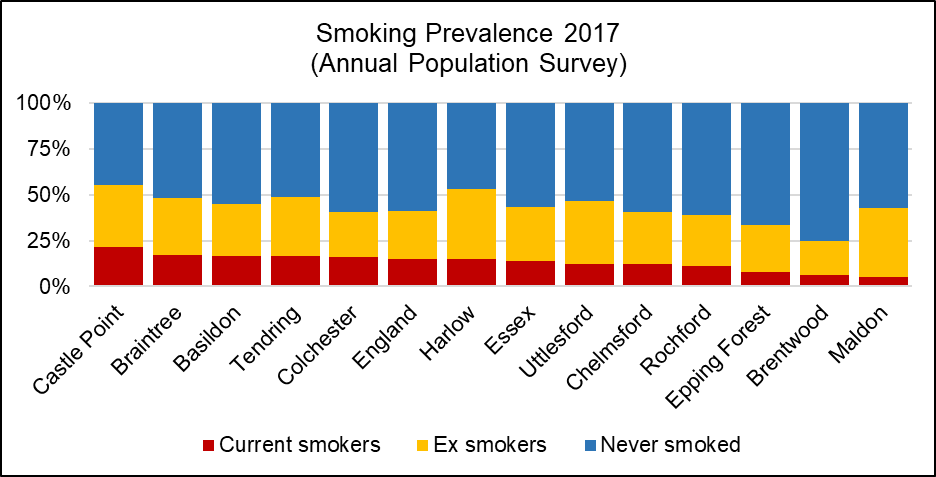 Smoking Prevalence 2017
(Annual Population Survey)
100%
75%
50%
25%
0%
Castle Point
Braintree
Basildon
Tendring
Colchester
England
Harlow
Essex
Uttlesford
Chelmsford
Rochford
Epping Forest
Brentwood
Maldon
Current smokers
Ex smokers
Never smoked